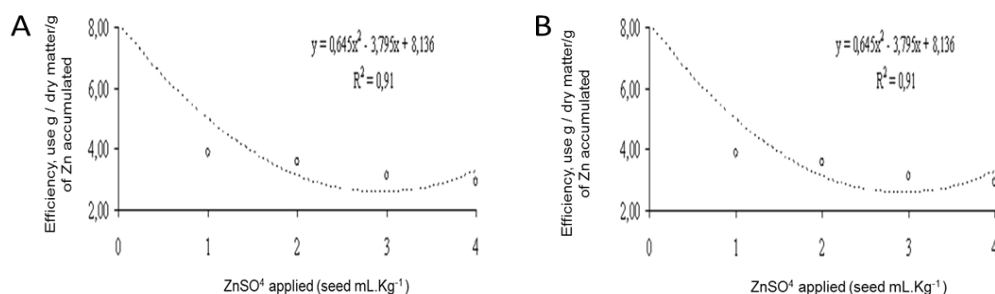 A
Efficiency, use g / dry matter/g
of Zn accumulated
8,00
6,00
4,00
2,00
y = 0,645x² - 3,795x + 8,136
R² = 0,91
0
1
2
3
4
ZnSO⁴ applied (seed mL.Kg⁻¹)
B
Efficiency, use g / dry matter/g
of Zn accumulated
8,00
6,00
4,00
2,00
y = 0,645x² - 3,795x + 8,136
R² = 0,91
0
1
2
3
4
ZnSO⁴ applied (seed mL.Kg⁻¹)